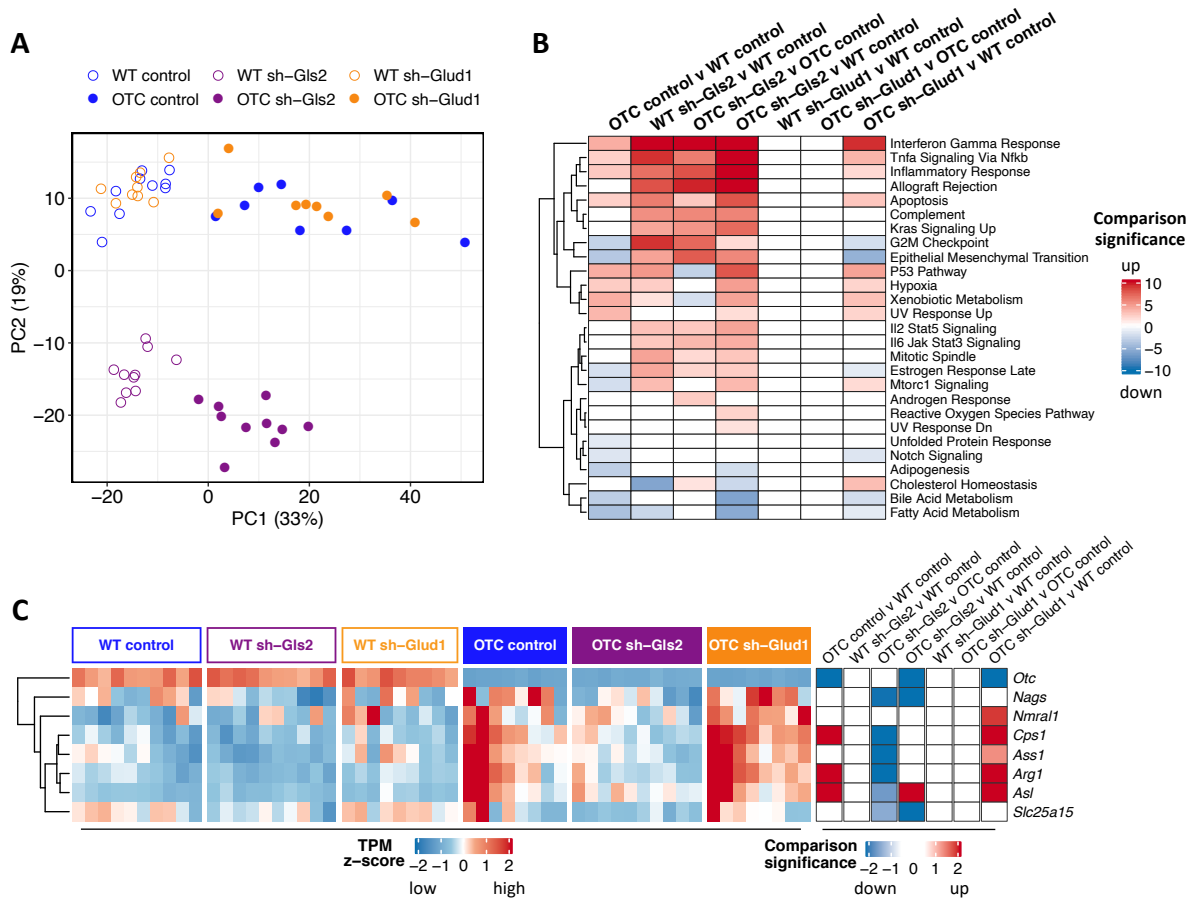 A
WT control
WT sh−Gls2
WT sh−Glud1
OTC control
OTC sh−Gls2
OTC sh−Glud1
PC2 (19%)
10
0
−10
−20
−20
0
20
40
PC1 (33%)
B
OTC control v WT control
WT sh−Gls2 v WT control
OTC sh−Gls2 v OTC control
OTC sh−Gls2 v WT control
WT sh−Glud1 v WT control
OTC sh−Glud1 v OTC control
OTC sh−Glud1 v WT control
Interferon Gamma Response
Tnfa Signaling Via Nfkb
Inflammatory Response
Allograft Rejection
Apoptosis
Complement
Kras Signaling Up
G2M Checkpoint
Epithelial Mesenchymal Transition
P53 Pathway
Hypoxia
Xenobiotic Metabolism
UV Response Up
Il2 Stat5 Signaling
Il6 Jak Stat3 Signaling
Mitotic Spindle
Estrogen Response Late
Mtorc1 Signaling
Androgen Response
Reactive Oxygen Species Pathway
UV Response Dn
Unfolded Protein Response
Notch Signaling
Adipogenesis
Cholesterol Homeostasis
Bile Acid Metabolism
Fatty Acid Metabolism
Comparison
significance
up
10
5
0
−5
−10
down
C
WT control
WT sh−Gls2
WT sh−Glud1
OTC control
OTC sh−Gls2
OTC sh−Glud1
OTC control v WT control
WT sh−Gls2 v WT control
OTC sh−Gls2 v OTC control
OTC sh−Gls2 v WT control
WT sh−Glud1 v WT control
OTC sh−Glud1 v OTC control
OTC sh−Glud1 v WT control
Otc
Nags
Nmral1
Cps1
Ass1
Arg1
Asl
Slc25a15
TPM
z−score
−2 −1 0 1 2
low high
Comparison
significance
−2 −1 0 1 2
down up